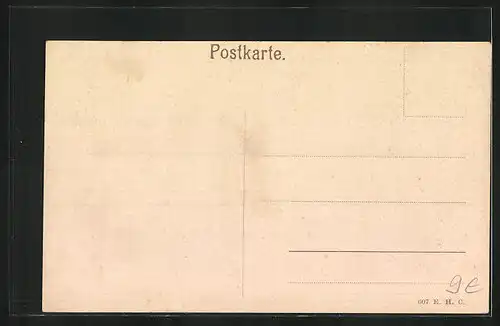 Postkarte.
9€
607 E. H. C.